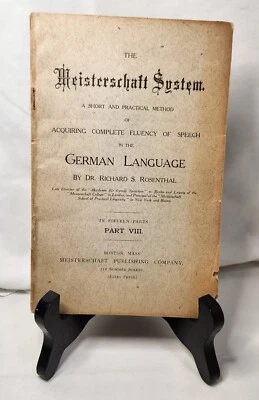 THE
Meisterschaft System.
A SHORT AND PRACTICAL METHOD
OF
ACQUIRING COMPLETE FLUENCY OF SPEECH
IN THE
GERMAN LANGUAGE
BY DR. RICHARD S. ROSENTHAL
IN FIFTEEN PARTS
PART VIII.
BOSTON, MASS.
MEISTERSCHAFT PUBLISHING COMPANY.